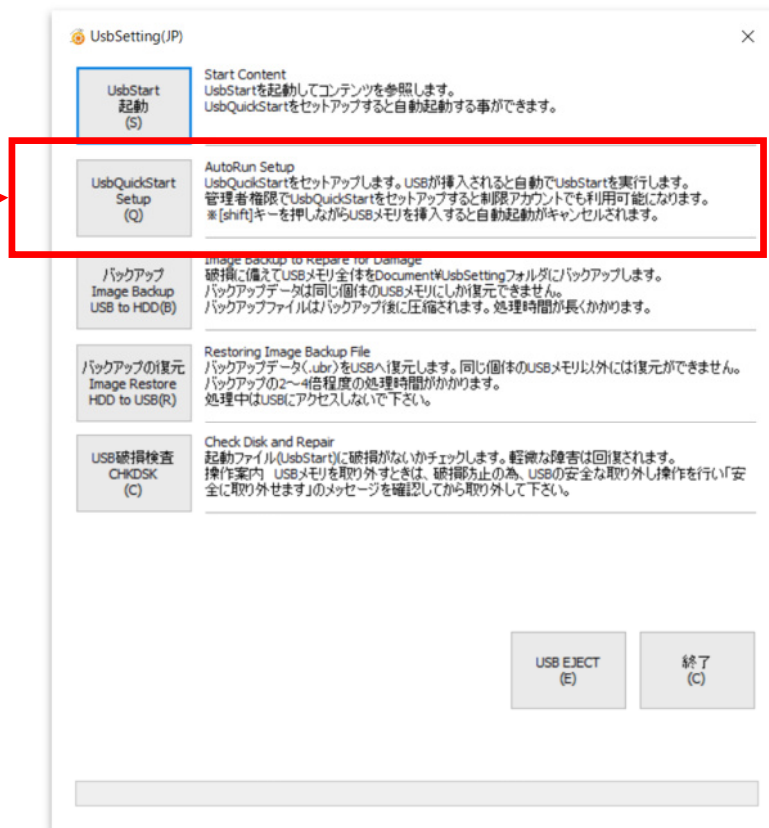 UsbSetting(JP)
UsbStart
起動
(S)
Start Content
UsbStartを起動してコンテンツを参照します。
UsbQuickStartをセットアップすると自動起動する事ができます。
UsbQuickStart
Setup
(Q)
AutoRun Setup
UsbQucikStartをセットアップします。USBが挿入されると自動でUsbStartを実行します。
管理者権限でUsbQuickStartをセットアップすると制限アカウントでも利用可能になります。
※[shift]キーを押しながらUSBメモリを挿入すると自動起動がキャンセルされます。
バックアップ
Image Backup
USB to HDD(B)
Image Backup to Repare for Damage
破損に備えてUSBメモリ全体をDocument¥UsbSettingフォルダにバックアップします。
バックアップデータは同じ個体のUSBメモリにしか復元できません。
バックアップファイルはバックアップ後に圧縮されます。処理時間が長くかかります。
バックアップの復元
Image Restore
HDD to USB(R)
Restoring Image Backup File
バックアップデータ(.ubr)をUSBへ復元します。同じ個体のUSBメモリ以外には復元ができません。
バックアップの2～4倍程度の処理時間がかかります。
処理中はUSBにアクセスしないで下さい。
USB破損検査
CHKDSK
(C)
Check Disk and Repair
起動ファイル(UsbStart)に破損がないかチェックします。軽微な障害は回復されます。
操作案内 USBメモリを取り外すときは、破損防止の為、USBの安全な取り外し操作を行い「安
全に取り外せます」のメッセージを確認してから取り外して下さい。
USB EJECT
(E)
終了
(C)